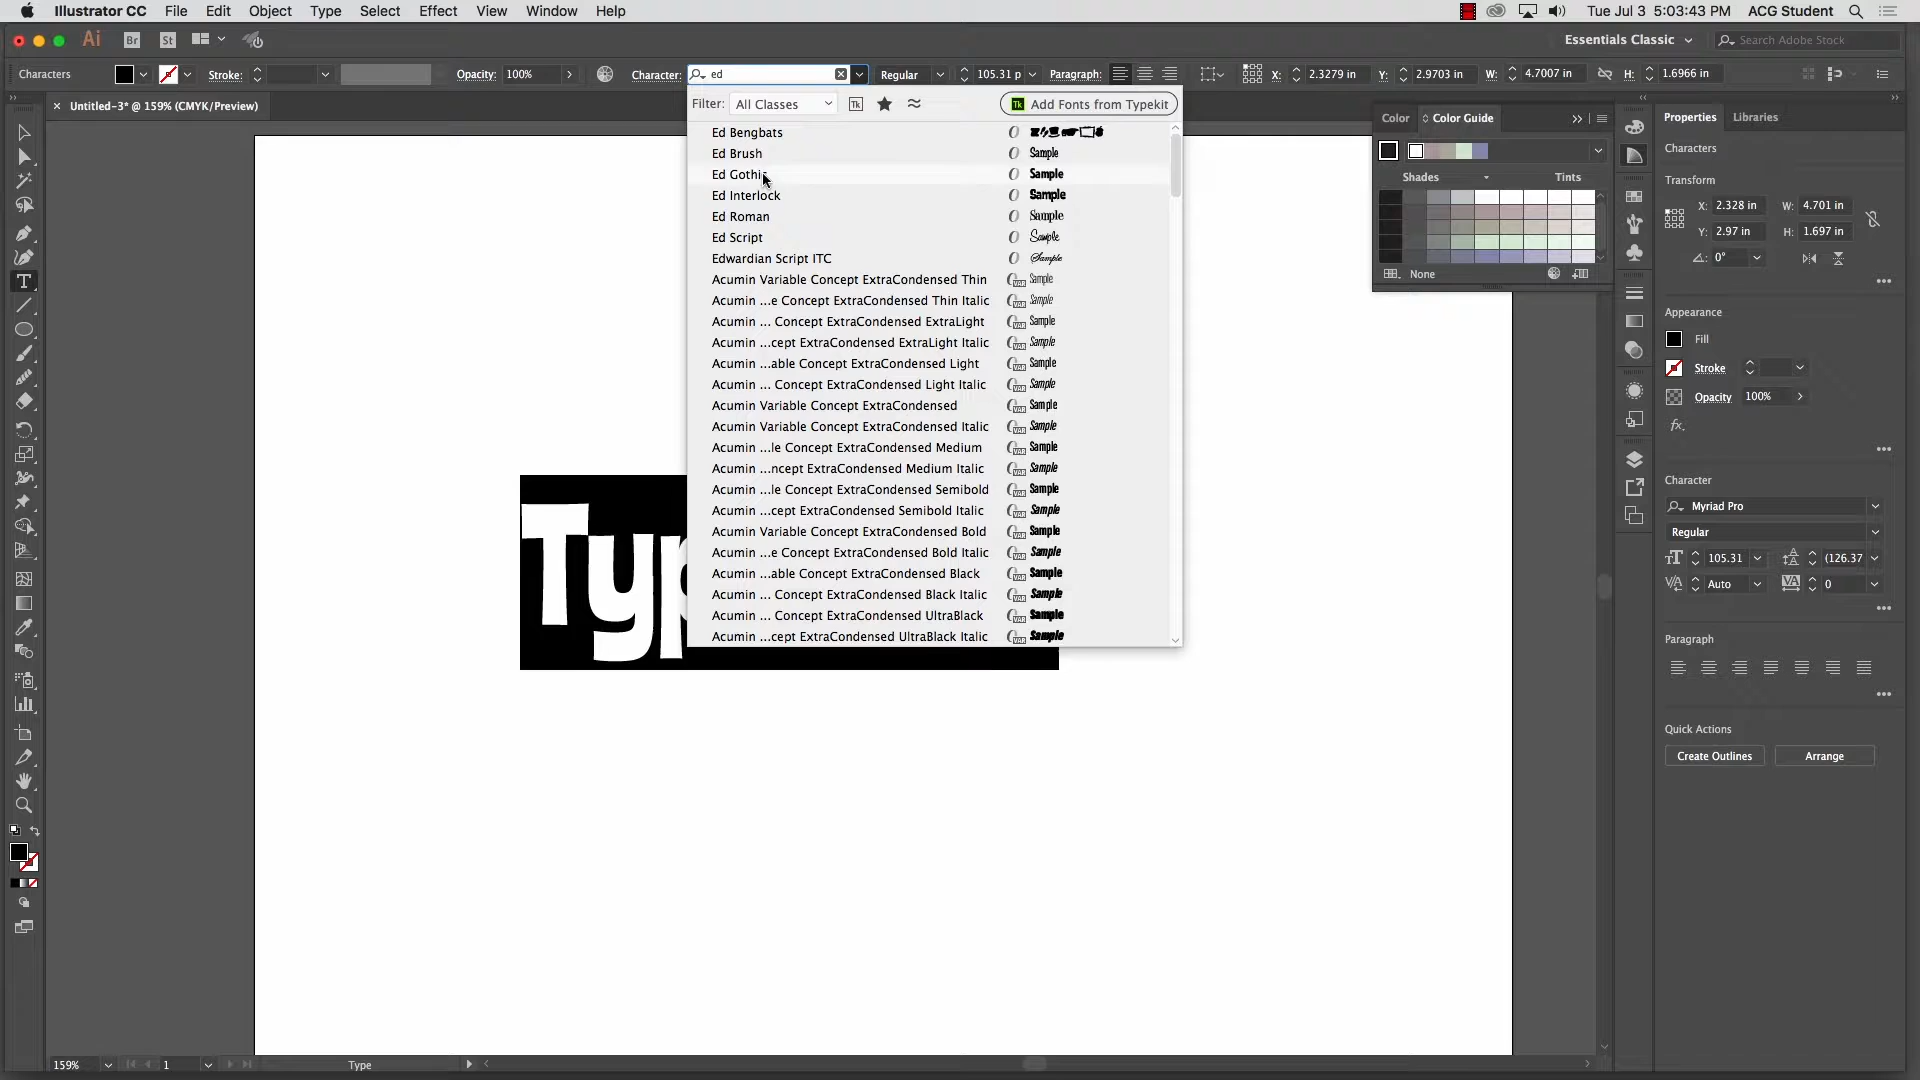 Illustrator CC File Edit Object Type Select Effect View Window Help Tue Jul 3 5:03:43 PM ACG Student
Ai Br St Essentials Classic Search Adobe Stock
Characters Stroke: Opacity: 100% Character: ed Regular 105.31 p Paragraph: X: 2.3279 in Y: 2.9703 in W: 4.7007 in H: 1.6966 in
× Untitled-3* @ 159% (CMYK/Preview)
Filter: All Classes Tk Tk Add Fonts from Typekit
Ed Bengbats
Ed Brush Sample
Ed Gothic Sample
Ed Interlock Sample
Ed Roman Sample
Ed Script Sample
Edwardian Script ITC Sample
Acumin Variable Concept ExtraCondensed Thin Sample
Acumin ...e Concept ExtraCondensed Thin Italic Sample
Acumin ... Concept ExtraCondensed ExtraLight Sample
Acumin ...cept ExtraCondensed ExtraLight Italic Sample
Acumin ...able Concept ExtraCondensed Light Sample
Acumin ... Concept ExtraCondensed Light Italic Sample
Acumin Variable Concept ExtraCondensed Sample
Acumin Variable Concept ExtraCondensed Italic Sample
Acumin ...le Concept ExtraCondensed Medium Sample
Acumin ...ncept ExtraCondensed Medium Italic Sample
Acumin ...le Concept ExtraCondensed Semibold Sample
Acumin ...cept ExtraCondensed Semibold Italic Sample
Acumin Variable Concept ExtraCondensed Bold Sample
Acumin ...e Concept ExtraCondensed Bold Italic Sample
Acumin ...able Concept ExtraCondensed Black Sample
Acumin ... Concept ExtraCondensed Black Italic Sample
Acumin ... Concept ExtraCondensed UltraBlack Sample
Acumin ...cept ExtraCondensed UltraBlack Italic Sample
Typ
Color Color Guide
Shades Tints
None
Properties Libraries
Characters
Transform
X: 2.328 in W: 4.701 in
Y: 2.97 in H: 1.697 in
0°
Appearance
Fill
Stroke
Opacity 100%
fx.
Character
Myriad Pro
Regular
105.31 (126.37
Auto 0
Paragraph
Quick Actions
Create Outlines Arrange
159% 1 Type